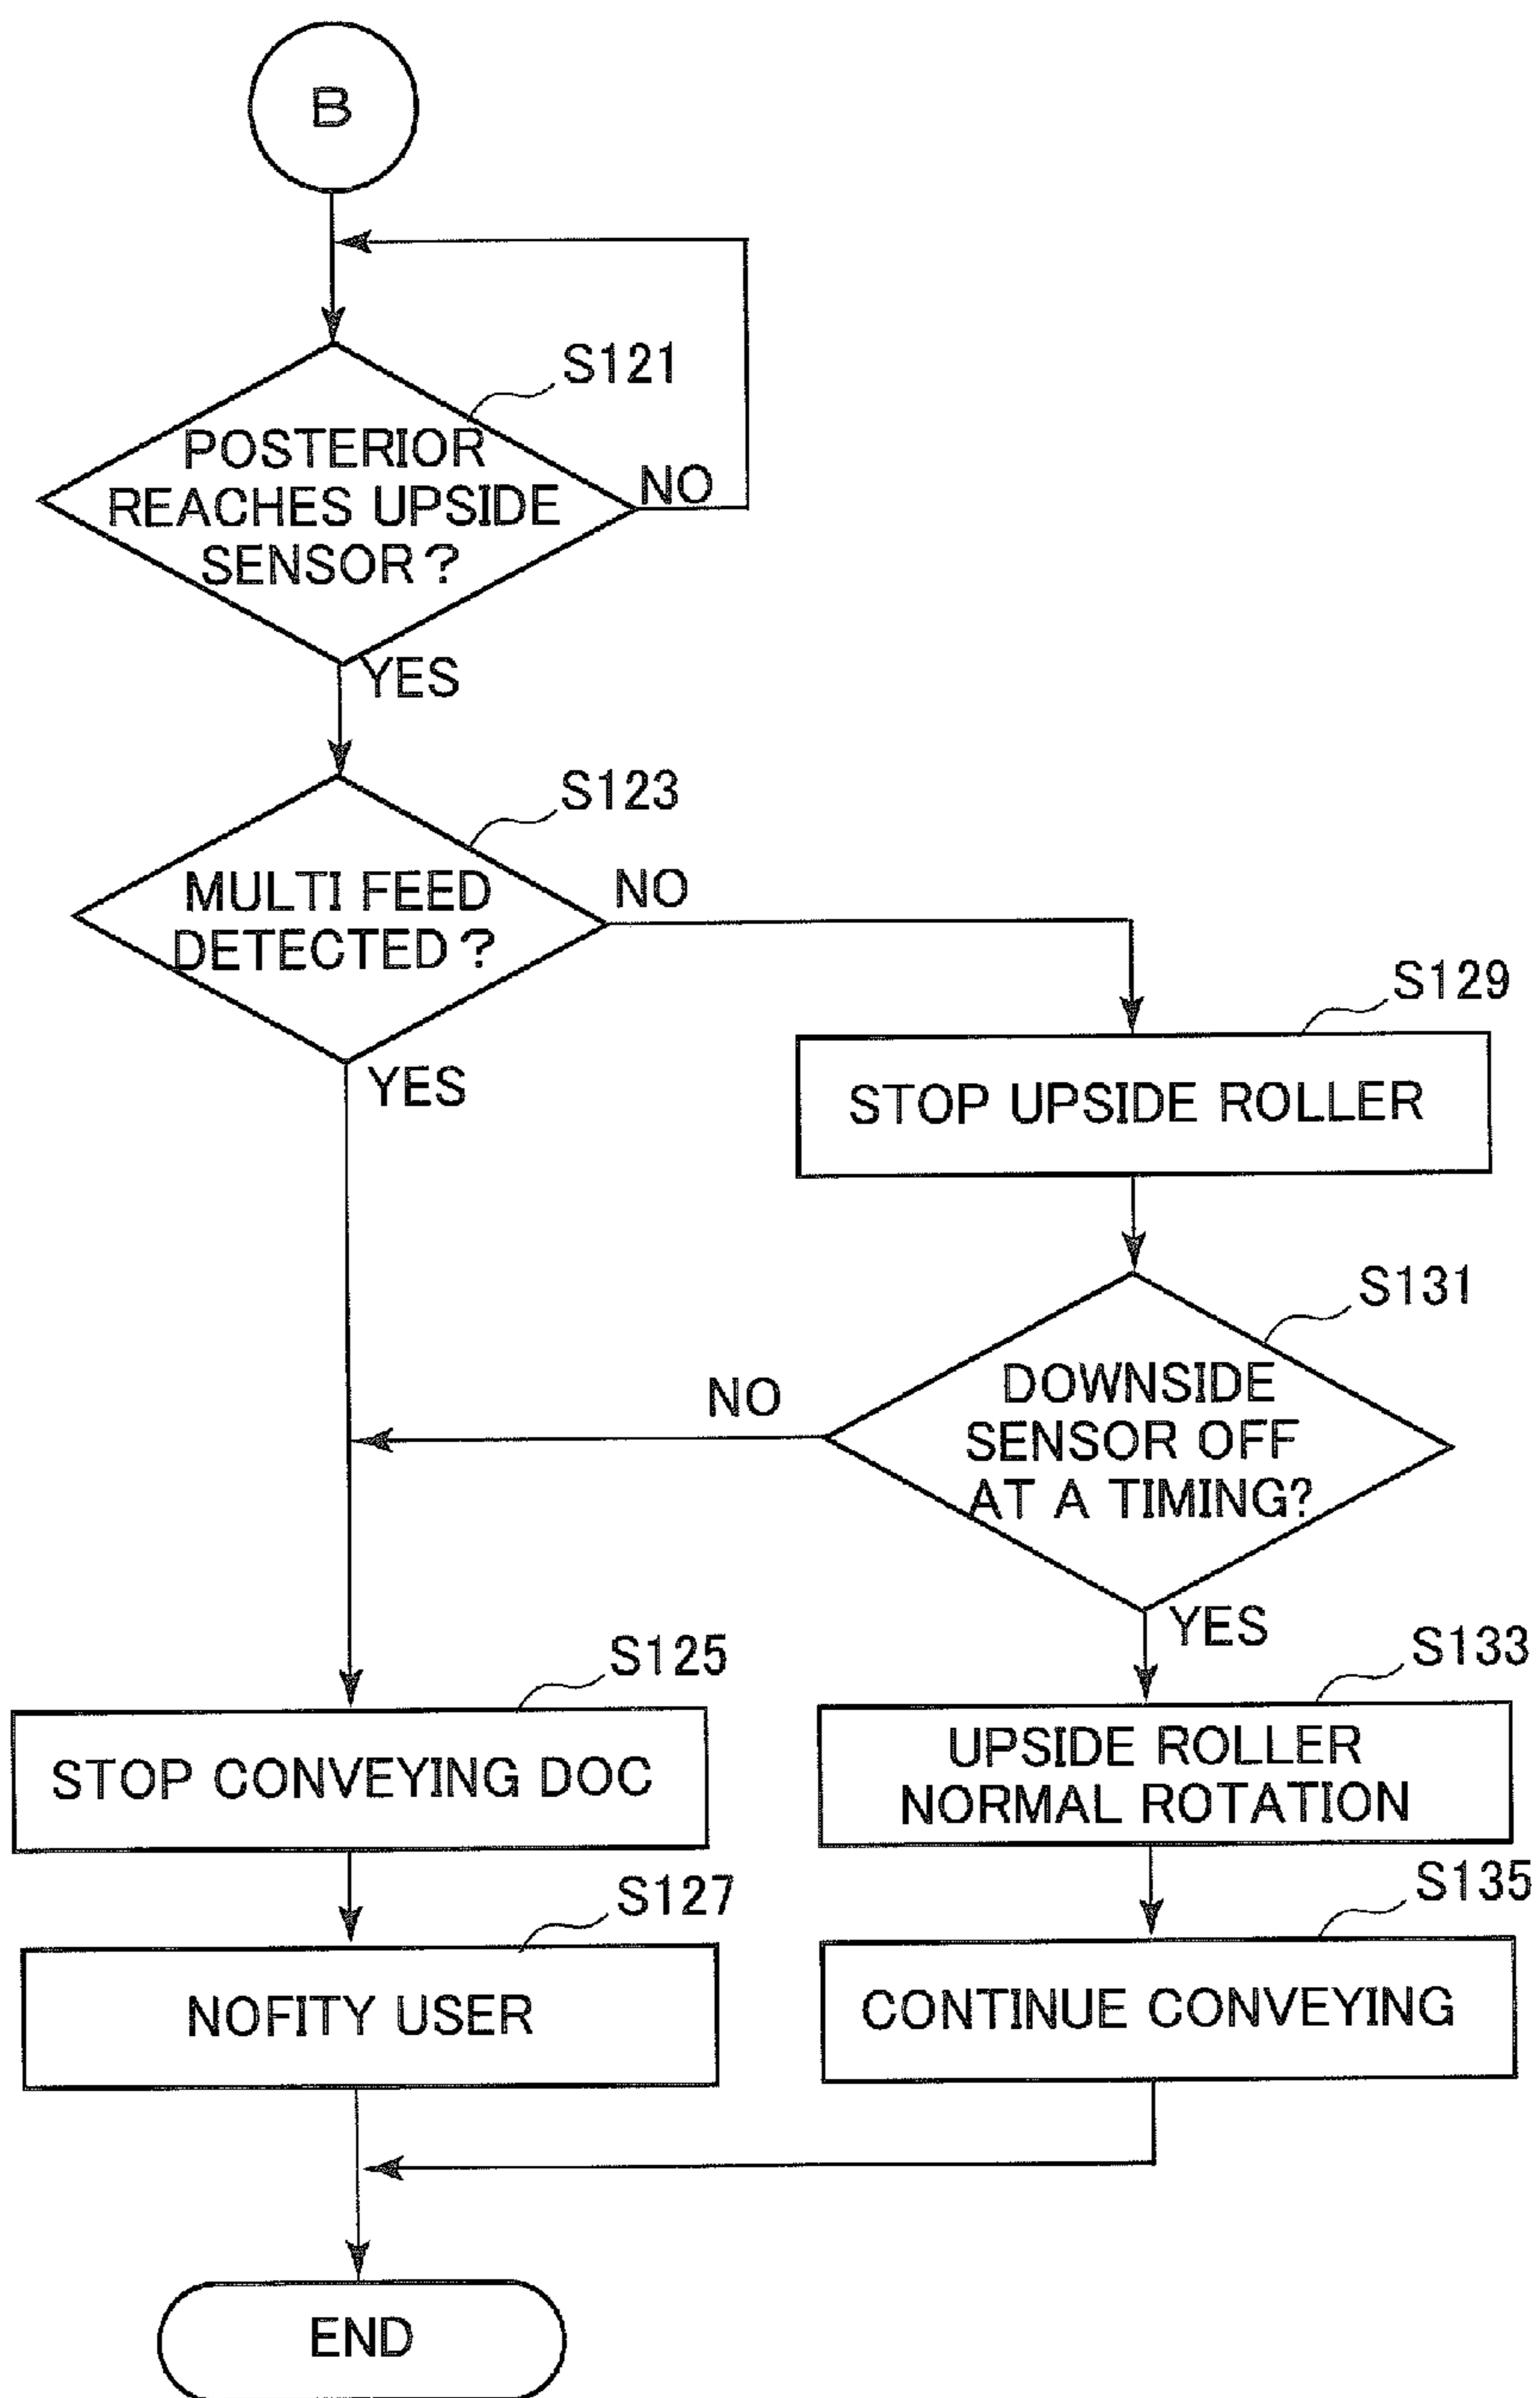 B
S121
POSTERIOR
REACHES UPSIDE
SENSOR?
NO
YES
S123
MULTI FEED
DETECTED?
NO
YES
S129
STOP UPSIDE ROLLER
S131
DOWNSIDE
SENSOR OFF
AT A TIMING?
NO
YES
S125
STOP CONVEYING DOC
S133
UPSIDE ROLLER
NORMAL ROTATION
S127
NOFITY USER
S135
CONTINUE CONVEYING
END